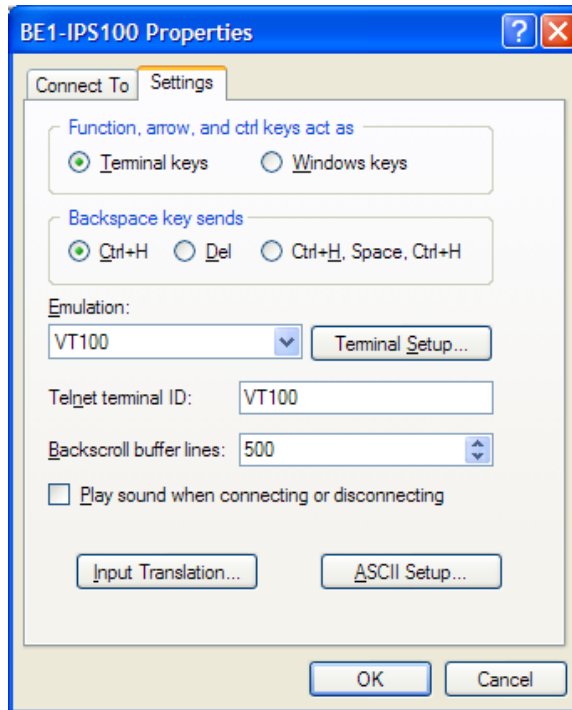 BE1-IPS100 Properties
Connect To Settings
Function, arrow, and ctrl keys act as
Terminal keys Windows keys
Backspace key sends
Ctrl+H Del Ctrl+H, Space, Ctrl+H
Emulation:
VT100 Terminal Setup...
Telnet terminal ID: VT100
Backscroll buffer lines: 500
Play sound when connecting or disconnecting
Input Translation... ASCII Setup...
OK Cancel